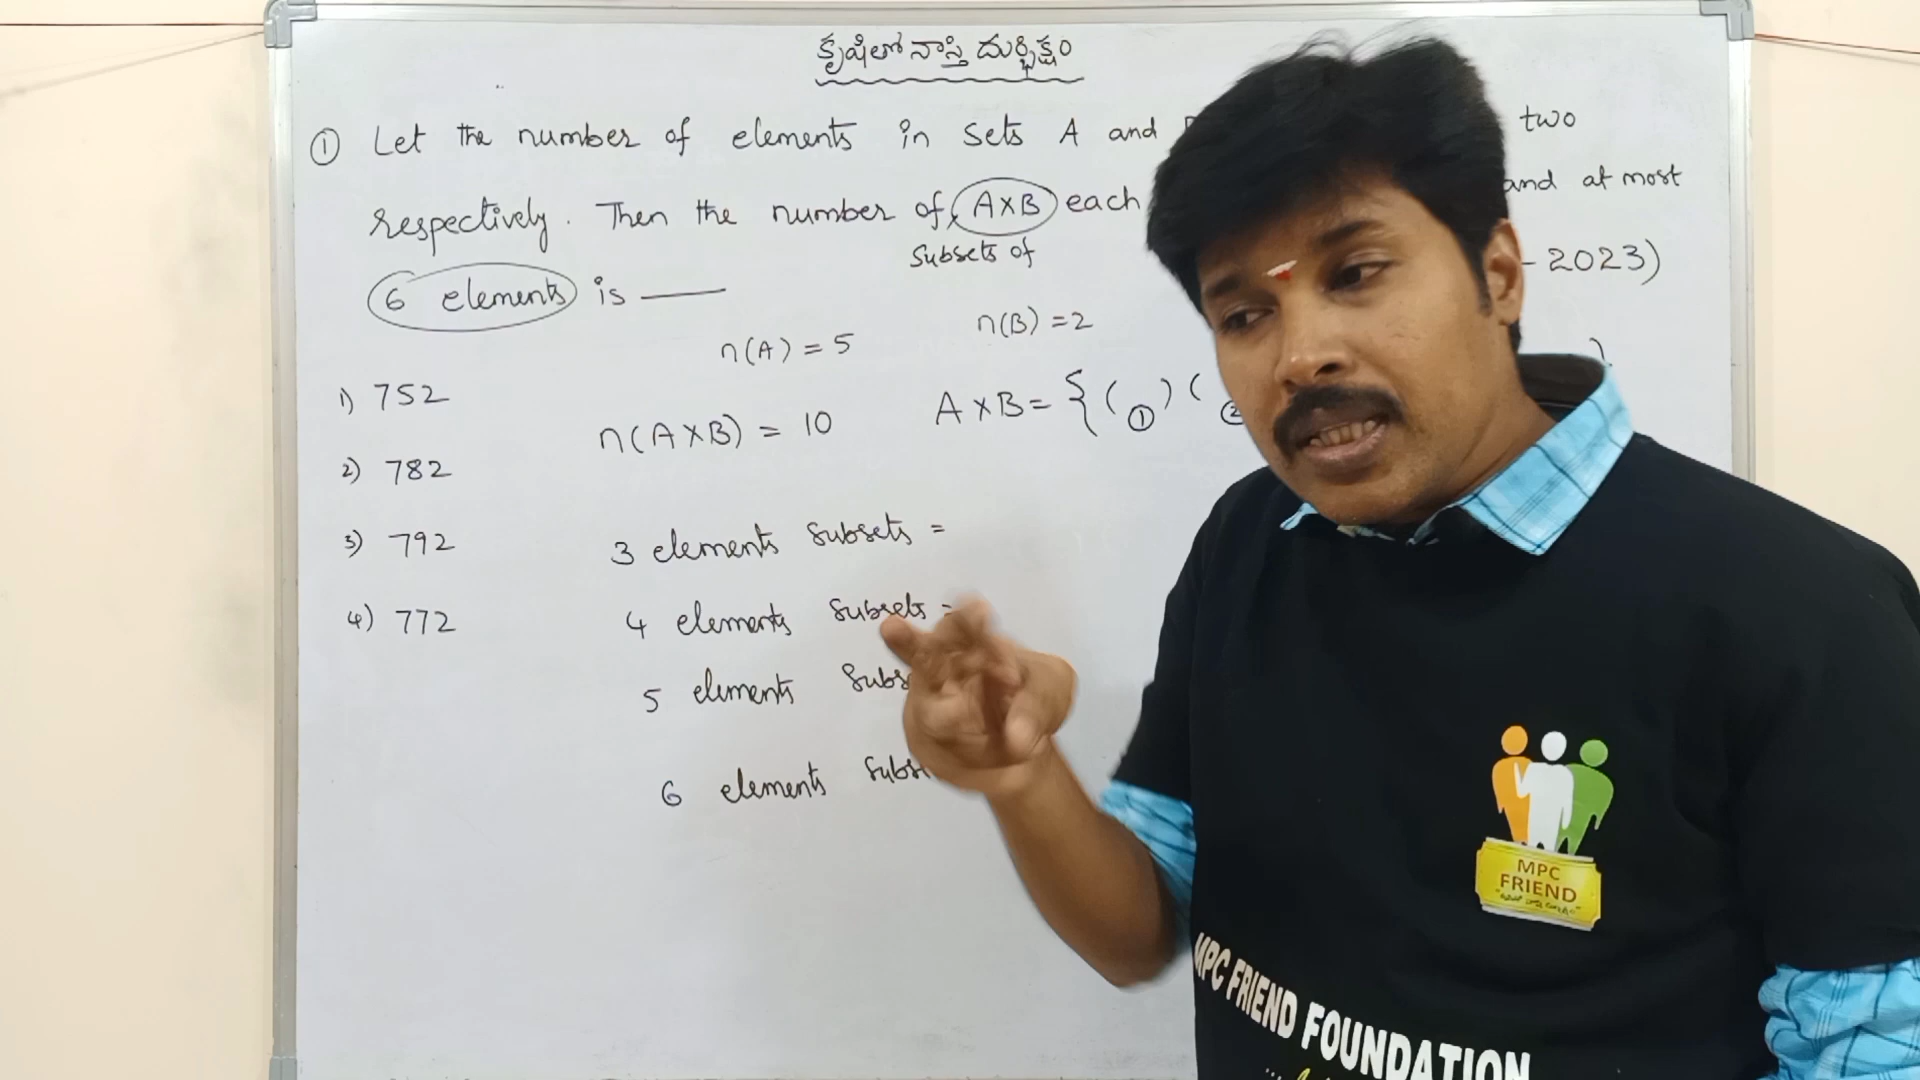 కృషితో నాస్తి దుర్భిక్షం
① Let the number of elements in Sets A and two
respectively. Then the number of A×B each and at most
Subsets of
6 elements is ——— - 2023)
n(A) = 5 n(B) = 2
1) 752
n(A×B) = 10 A×B = { ( ① ) ( ②
2) 782
3) 792 3 elements Subsets =
4) 772 4 elements Subsets =
5 elements
6 elements
MPC
FRIEND
MPC FRIEND FOUNDATION